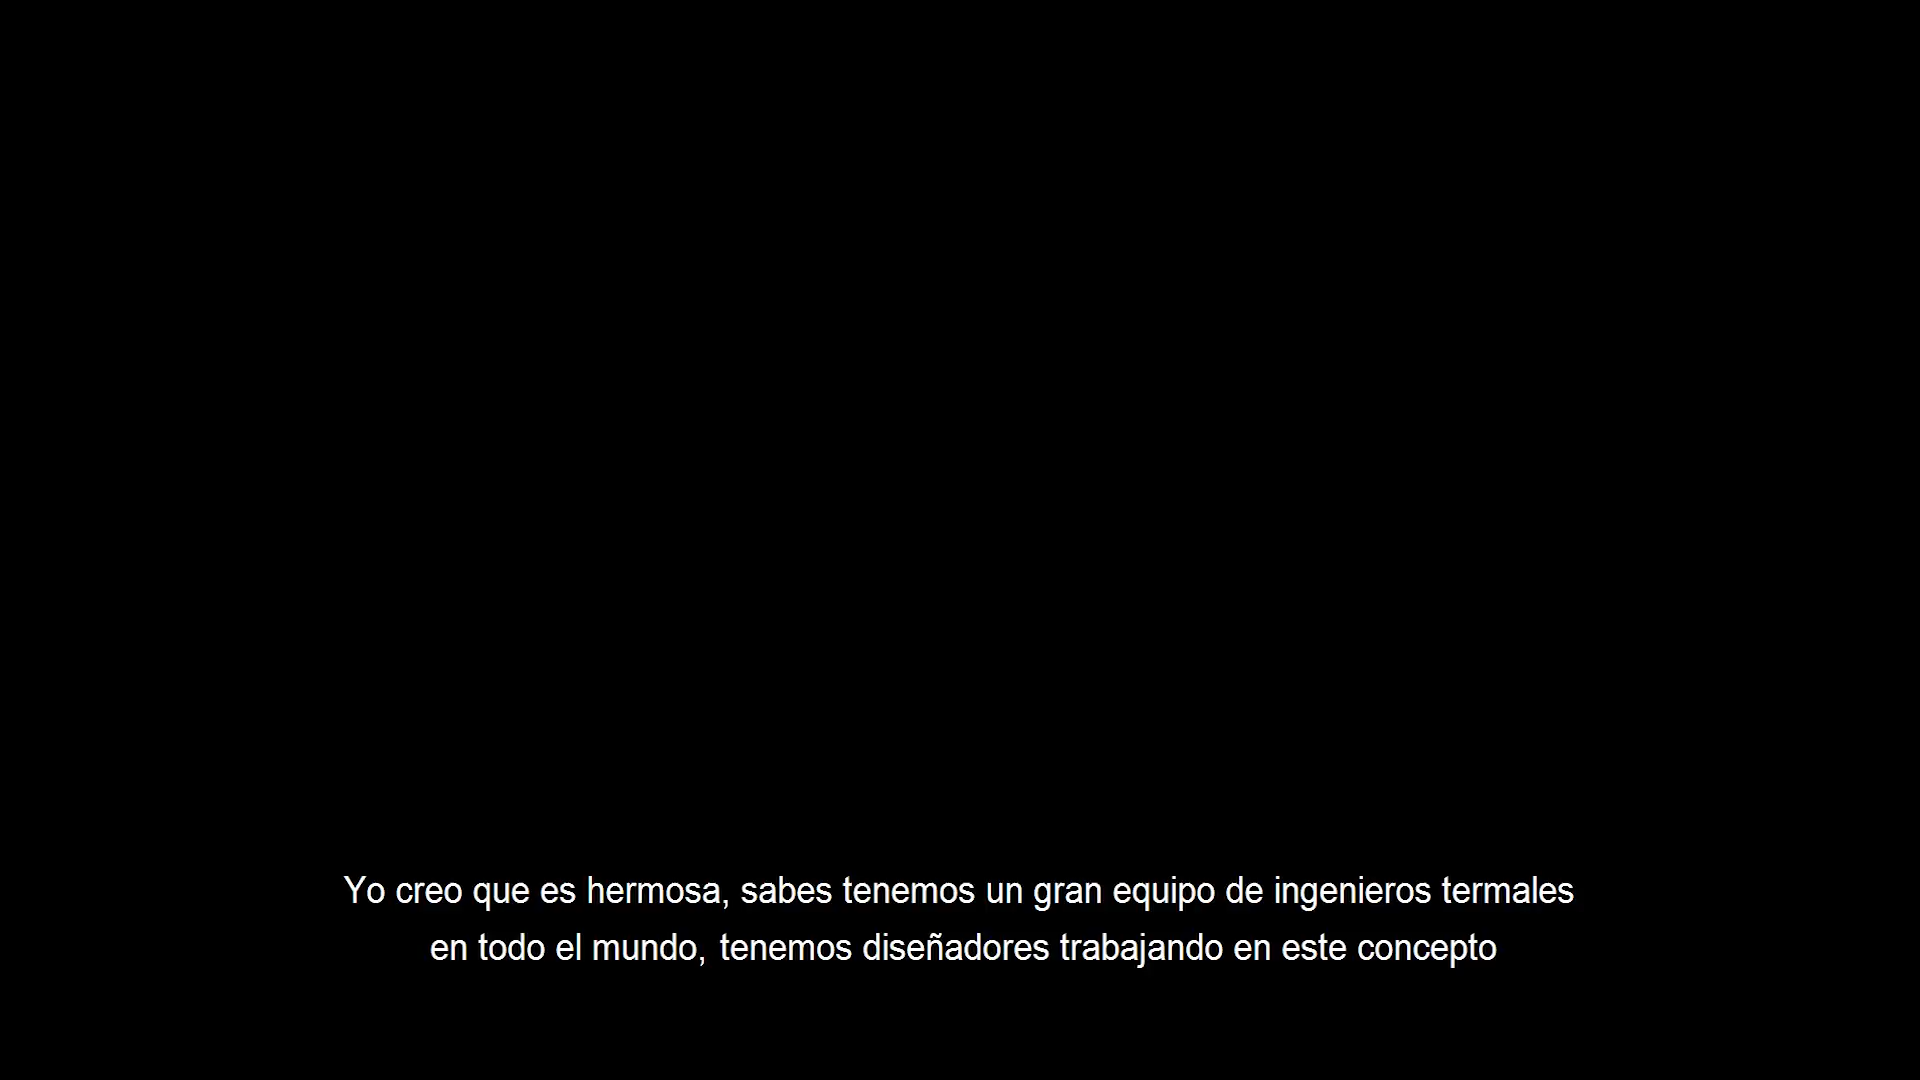 Yo creo que es hermosa, sabes tenemos un gran equipo de ingenieros termales
en todo el mundo, tenemos diseñadores trabajando en este concepto